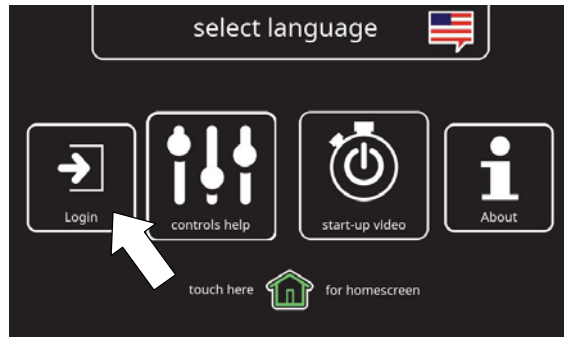 select language
Login
controls help
start-up video
About
touch here for homescreen